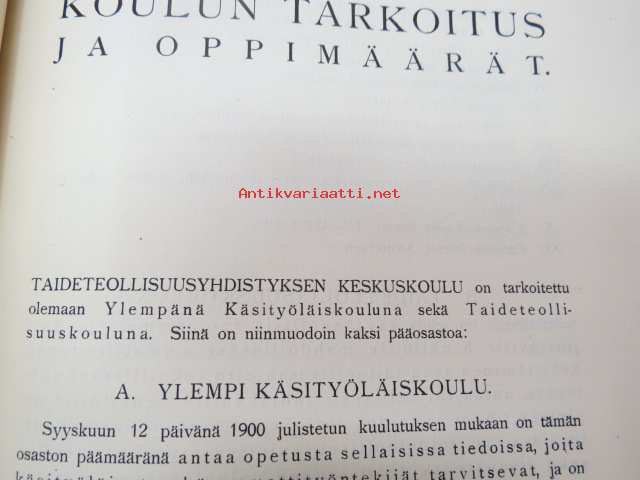 KOULUN TARKOITUS
JA OPPIMÄÄRÄT.
Antikvariaatti.net
TAIDETEOLLISUUSYHDISTYKSEN KESKUSKOULU on tarkoitettu
olemaan Ylempänä Käsityöläiskouluna sekä Taideteolli-
suuskouluna. Siinä on niinmuodoin kaksi pääosastoa:
A. YLEMPI KÄSITYÖLÄISKOULU.
Syyskuun 12 päivänä 1900 julistetun kuulutuksen mukaan on tämän
osaston päämääränä antaa opetusta sellaisissa tiedoissa, joita
tarvitsevat, ja on